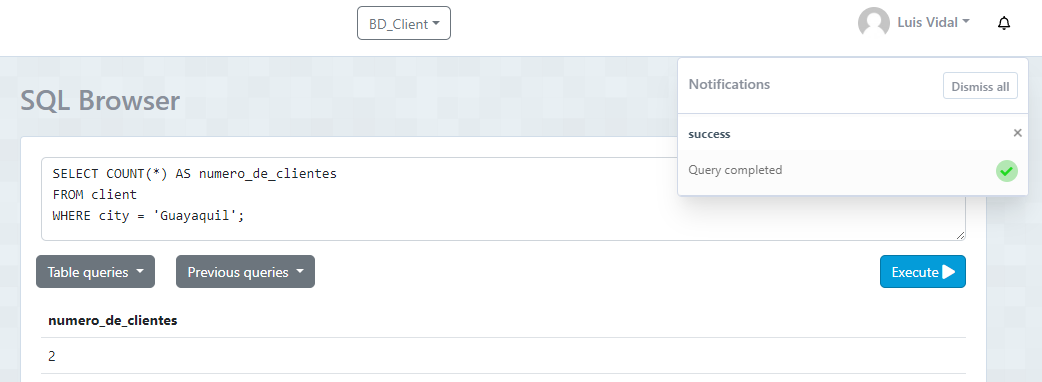 BD_Client
Luis Vidal
Notifications
Dismiss all
success
×
Query completed
SQL Browser
SELECT COUNT(*) AS numero_de_clientes
FROM client
WHERE city = 'Guayaquil';
Table queries
Previous queries
Execute
numero_de_clientes
2